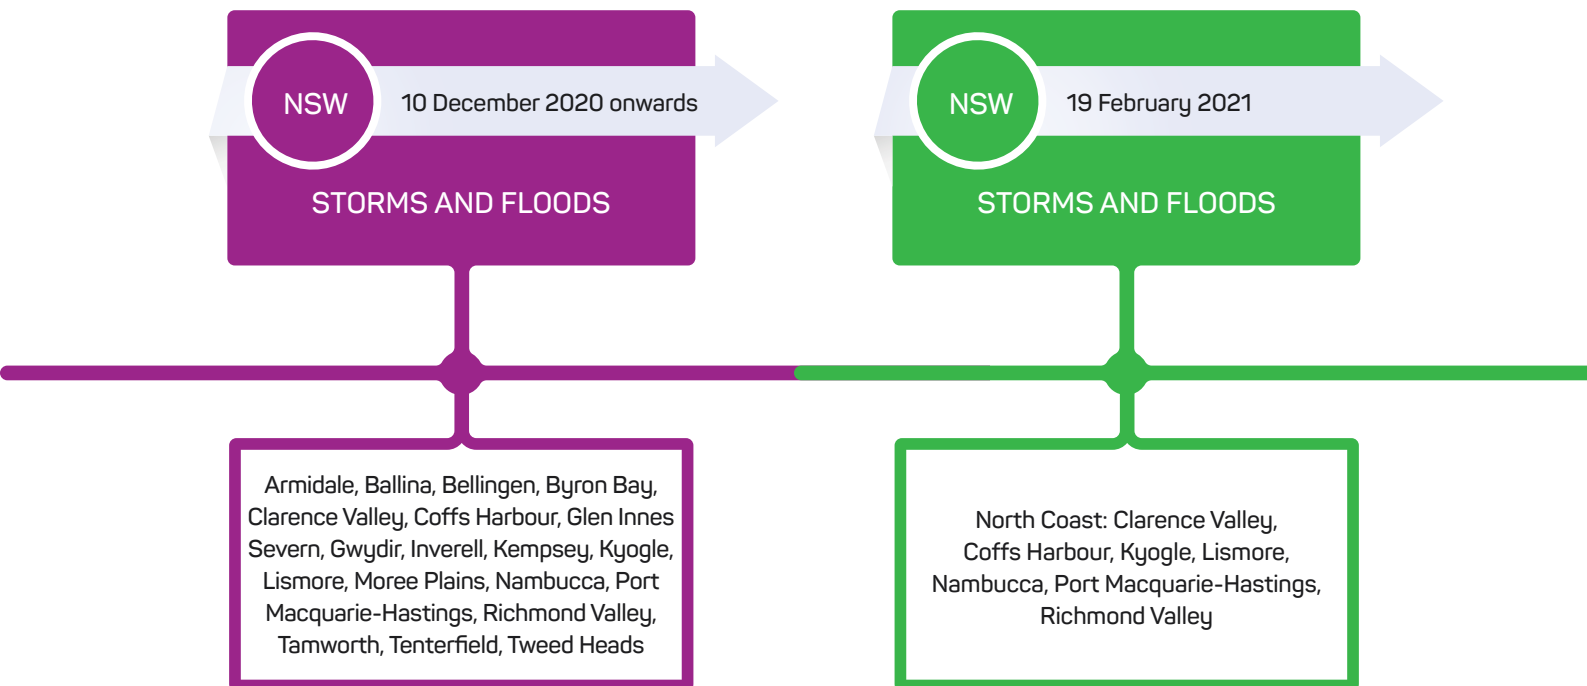 NSW
10 December 2020 onwards
STORMS AND FLOODS
Armidale, Ballina, Bellingen, Byron Bay,
Clarence Valley, Coffs Harbour, Glen Innes
Severn, Gwydir, Inverell, Kempsey, Kyogle,
Lismore, Moree Plains, Nambucca, Port
Macquarie-Hastings, Richmond Valley,
Tamworth, Tenterfield, Tweed Heads
NSW
19 February 2021
STORMS AND FLOODS
North Coast: Clarence Valley,
Coffs Harbour, Kyogle, Lismore,
Nambucca, Port Macquarie-Hastings,
Richmond Valley